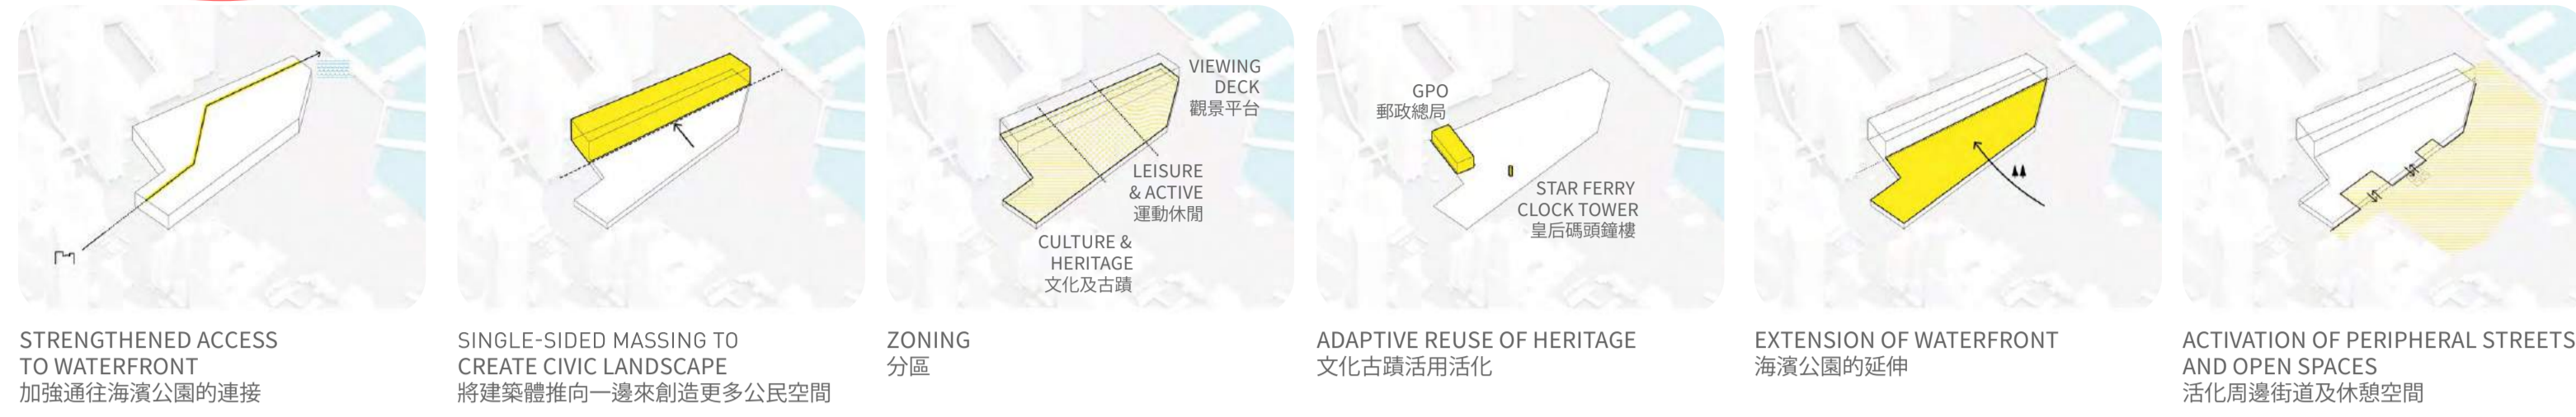 VIEWING
DECK
觀景平台
LEISURE
& ACTIVE
運動休閒
CULTURE &
HERITAGE
文化及古蹟
GPO
郵政總局
STAR FERRY
CLOCK TOWER
皇后碼頭鐘樓
STRENGTHENED ACCESS
TO WATERFRONT
加強通往海濱公園的連接
SINGLE-SIDED MASSING TO
CREATE CIVIC LANDSCAPE
將建築體推向一邊來創造更多公民空間
ZONING
分區
ADAPTIVE REUSE OF HERITAGE
文化古蹟活用活化
EXTENSION OF WATERFRONT
海濱公園的延伸
ACTIVATION OF PERIPHERAL STREETS
AND OPEN SPACES
活化周邊街道及休憩空間